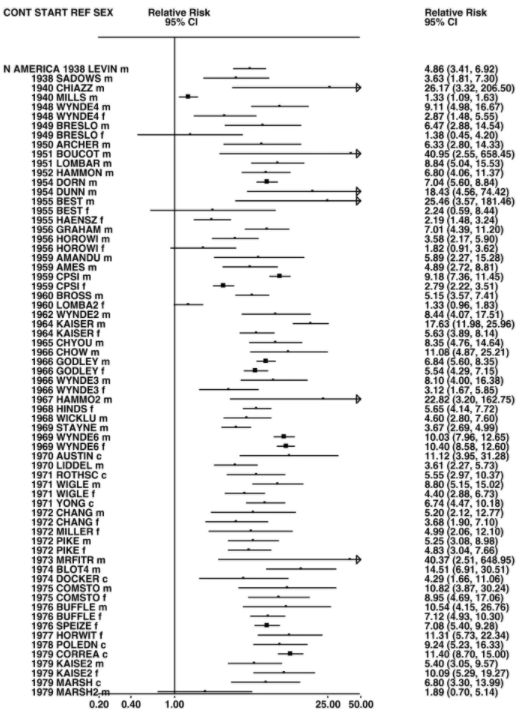 CONT START REF SEX Relative Risk 95% CI Relative Risk 95% CI
N AMERICA 1938 LEVIN m 4.86 (3.41, 6.92)
1938 SADOWS m 3.63 (1.81, 7.30)
1940 CHIAZZ m 26.17 (3.32, 206.50)
1940 MILLS m 1.33 (1.09, 1.63)
1948 WYNDE4 m 9.11 (4.98, 16.67)
1948 WYNDE4 f 2.87 (1.48, 5.55)
1949 BRESLO m 6.47 (2.88, 14.54)
1949 BRESLO f 1.38 (0.45, 4.20)
1950 ARCHER m 6.33 (2.80, 14.33)
1951 BOUCOT m 40.95 (2.55, 658.45)
1951 LOMBAR m 8.84 (5.04, 15.53)
1952 HAMMON m 6.80 (4.06, 11.37)
1954 DORN m 7.04 (5.60, 8.84)
1954 DUNN m 18.43 (4.56, 74.42)
1955 BEST m 25.46 (3.57, 181.46)
1955 BEST f 2.24 (0.59, 8.44)
1955 HAENSZ f 2.19 (1.48, 3.24)
1956 GRAHAM m 7.01 (4.39, 11.20)
1956 HOROWI m 3.58 (2.17, 5.90)
1956 HOROWI f 1.82 (0.91, 3.62)
1959 AMANDU m 5.89 (2.27, 15.28)
1959 AMES m 4.89 (2.72, 8.81)
1959 CPSI m 9.18 (7.36, 11.45)
1959 CPSI f 2.79 (2.22, 3.51)
1960 BROSS m 5.15 (3.57, 7.41)
1960 LOMBA2 f 1.33 (0.96, 1.83)
1962 WYNDE2 m 8.44 (4.07, 17.51)
1964 KAISER m 17.63 (11.98, 25.96)
1964 KAISER f 5.63 (3.89, 8.14)
1965 CHYOU m 8.35 (4.76, 14.64)
1966 CHOW m 11.08 (4.87, 25.21)
1966 GODLEY m 6.84 (5.60, 8.35)
1966 GODLEY f 5.54 (4.29, 7.15)
1966 WYNDE3 m 8.10 (4.00, 16.38)
1966 WYNDE3 f 3.12 (1.67, 5.85)
1967 HAMMO2 m 22.82 (3.20, 162.75)
1968 HINDS f 5.65 (4.14, 7.72)
1968 WICKLU m 4.60 (2.80, 7.60)
1969 STAYNE m 3.67 (2.69, 4.99)
1969 WYNDE6 m 10.03 (7.96, 12.65)
1969 WYNDE6 f 10.40 (8.58, 12.60)
1970 AUSTIN c 11.12 (3.95, 31.28)
1970 LIDDEL m 3.61 (2.27, 5.73)
1971 ROTHSC c 5.55 (2.97, 10.37)
1971 WIGLE m 8.80 (5.15, 15.02)
1971 WIGLE f 4.40 (2.88, 6.73)
1971 YONG c 6.74 (4.47, 10.18)
1972 CHANG m 5.20 (2.12, 12.77)
1972 CHANG f 3.68 (1.90, 7.10)
1972 MILLER f 4.99 (2.06, 12.10)
1972 PIKE m 5.25 (3.08, 8.98)
1972 PIKE f 4.83 (3.04, 7.66)
1973 MRFITR m 40.37 (2.51, 648.95)
1974 BLOT4 m 14.51 (6.91, 30.51)
1974 DOCKER c 4.29 (1.66, 11.06)
1975 COMSTO m 10.82 (3.87, 30.24)
1975 COMSTO f 8.95 (4.69, 17.06)
1976 BUFFLE m 10.54 (4.15, 26.76)
1976 BUFFLE f 7.12 (4.93, 10.30)
1976 SPEIZE f 7.08 (5.40, 9.28)
1977 HORWIT f 11.31 (5.73, 22.34)
1978 POLEDN c 9.24 (5.23, 16.33)
1979 CORREA c 11.40 (8.70, 15.00)
1979 KAISE2 m 5.40 (3.05, 9.57)
1979 KAISE2 f 10.09 (5.29, 19.27)
1979 MARSH c 6.80 (3.30, 13.99)
1979 MARSH2 m 1.89 (0.70, 5.14)
0.20 0.40 1.00 25.00 50.00